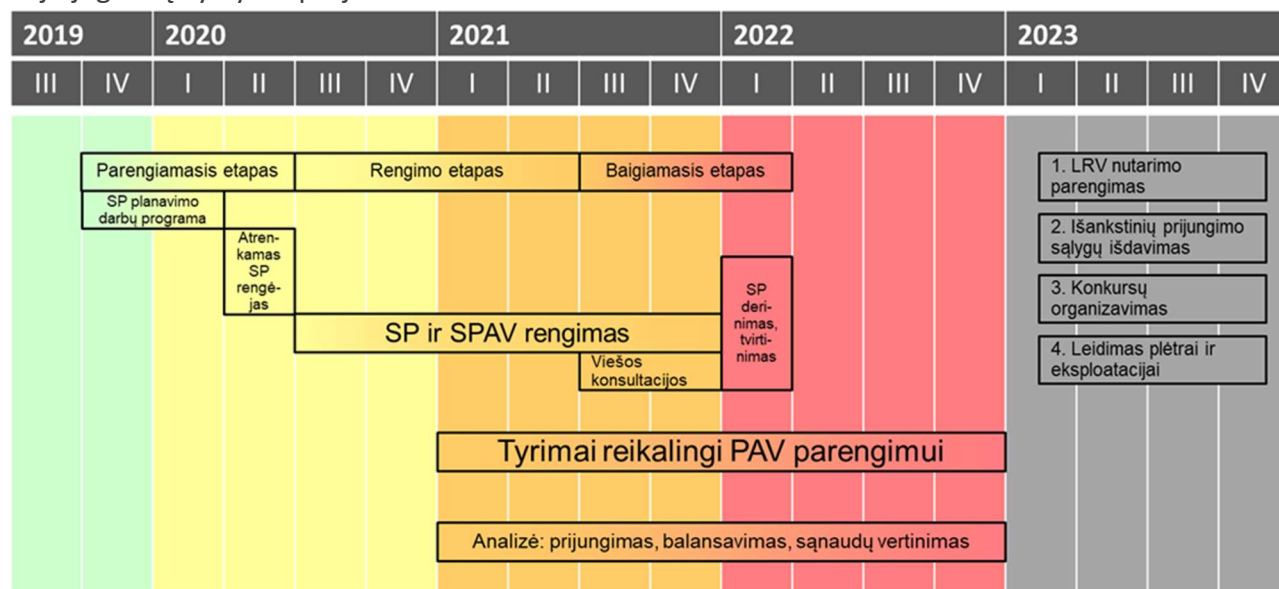 2019 2020 2021 2022 2023
III IV I II III IV I II III IV I II III IV I II III IV
Parengiamasis etapas
Rengimo etapas
Baigiamasis etapas
SP planavimo
darbų programa
Atren-
kamas
SP
rengė-
jas
SP ir SPAV rengimas
Viešos
konsultacijos
SP
deri-
nimas,
tvirti-
nimas
Tyrimai reikalingi PAV parengimui
Analizė: prijungimas, balansavimas, sąnaudų vertinimas
1. LRV nutarimo
parengimas
2. Išankstinių prijungimo
sąlygų išdavimas
3. Konkursų
organizavimas
4. Leidimas plėtrai ir
eksploatacijai